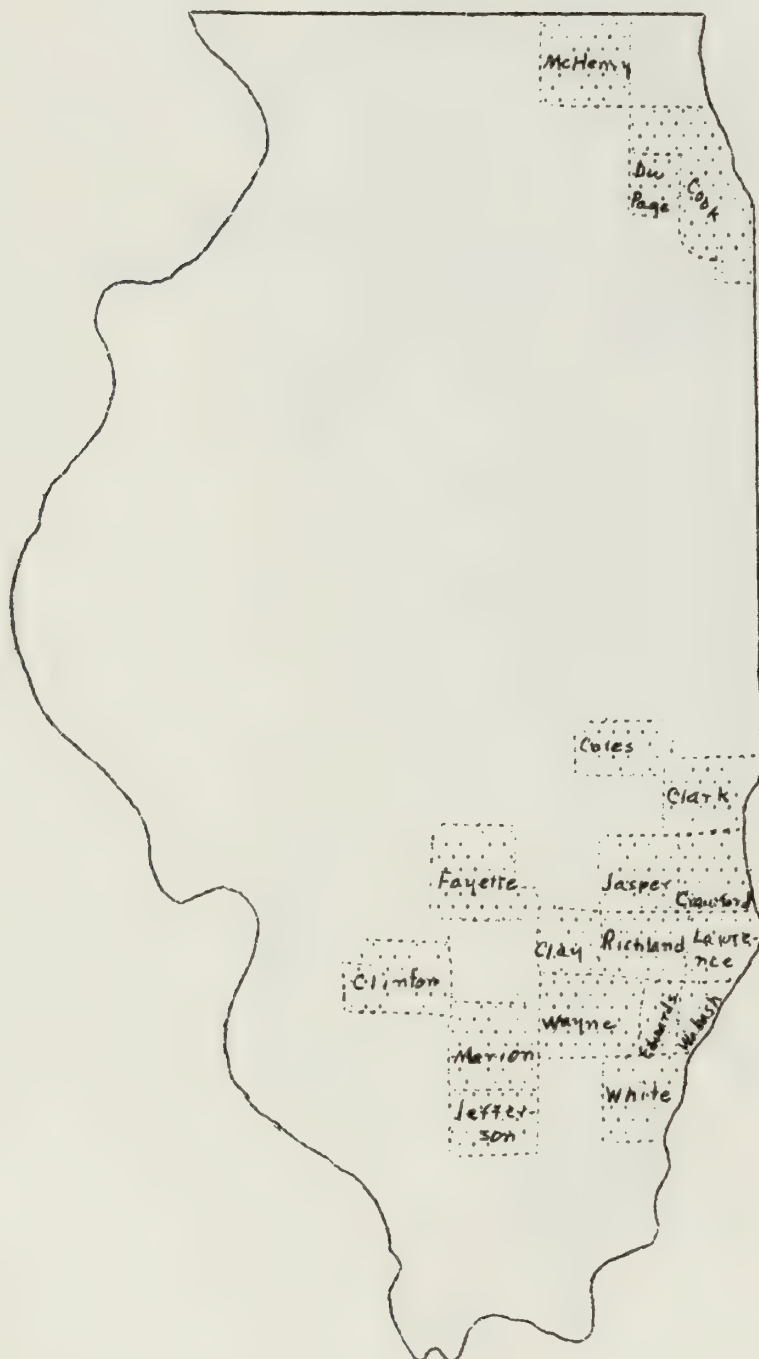 McHenry
Du
Page
Cook
Coles
Clark
Fayette
Jasper
Crawford
Clay
Richland
Lawre-
nce
Clinton
Wayne
Edwards
Wabash
Marion
White
Jeffer-
son